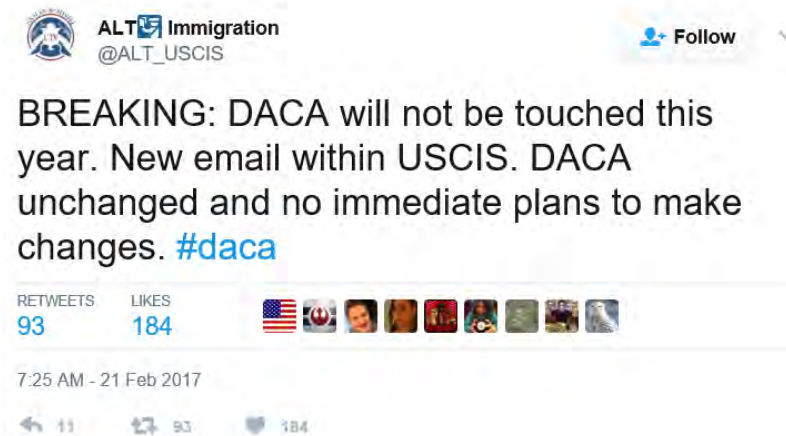 ALT Immigration
@ALT_USCIS
Follow
BREAKING: DACA will not be touched this
year. New email within USCIS. DACA
unchanged and no immediate plans to make
changes. #daca
RETWEETS LIKES
93 184
7:25 AM - 21 Feb 2017
11 93 184